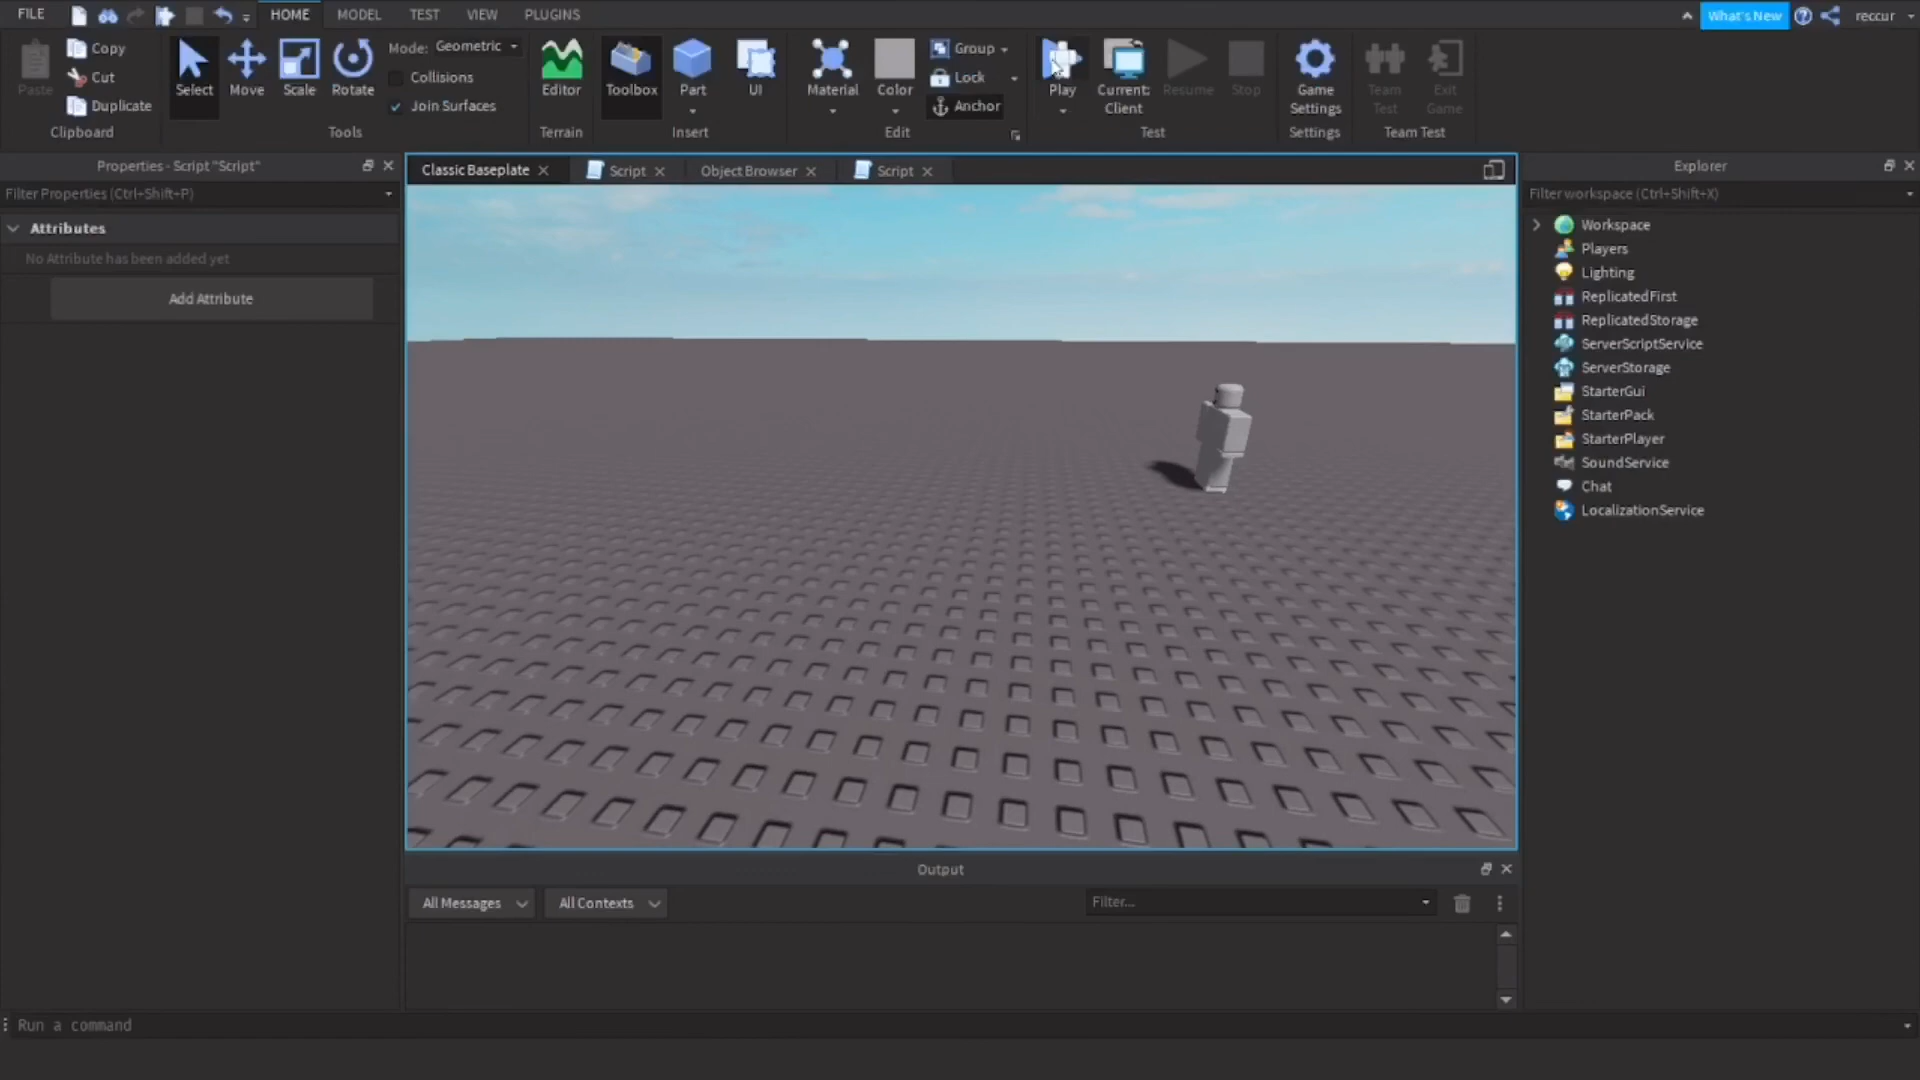 FILE HOME MODEL TEST VIEW PLUGINS What's New reccur
Paste Copy Cut Duplicate
Clipboard
Select Move Scale Rotate
Mode: Geometric
Collisions
Join Surfaces
Tools
Editor
Terrain
Toolbox Part UI
Insert
Material Color Group Lock Anchor
Edit
Play Current: Client Resume Stop
Test
Game Settings
Settings
Team Test Exit Game
Team Test
Properties - Script "Script"
Filter Properties (Ctrl+Shift+P)
Attributes
No Attribute has been added yet
Add Attribute
Classic Baseplate Script Object Browser Script
Explorer
Filter workspace (Ctrl+Shift+X)
Workspace
Players
Lighting
ReplicatedFirst
ReplicatedStorage
ServerScriptService
ServerStorage
StarterGui
StarterPack
StarterPlayer
SoundService
Chat
LocalizationService
Output
All Messages All Contexts Filter...
Run a command